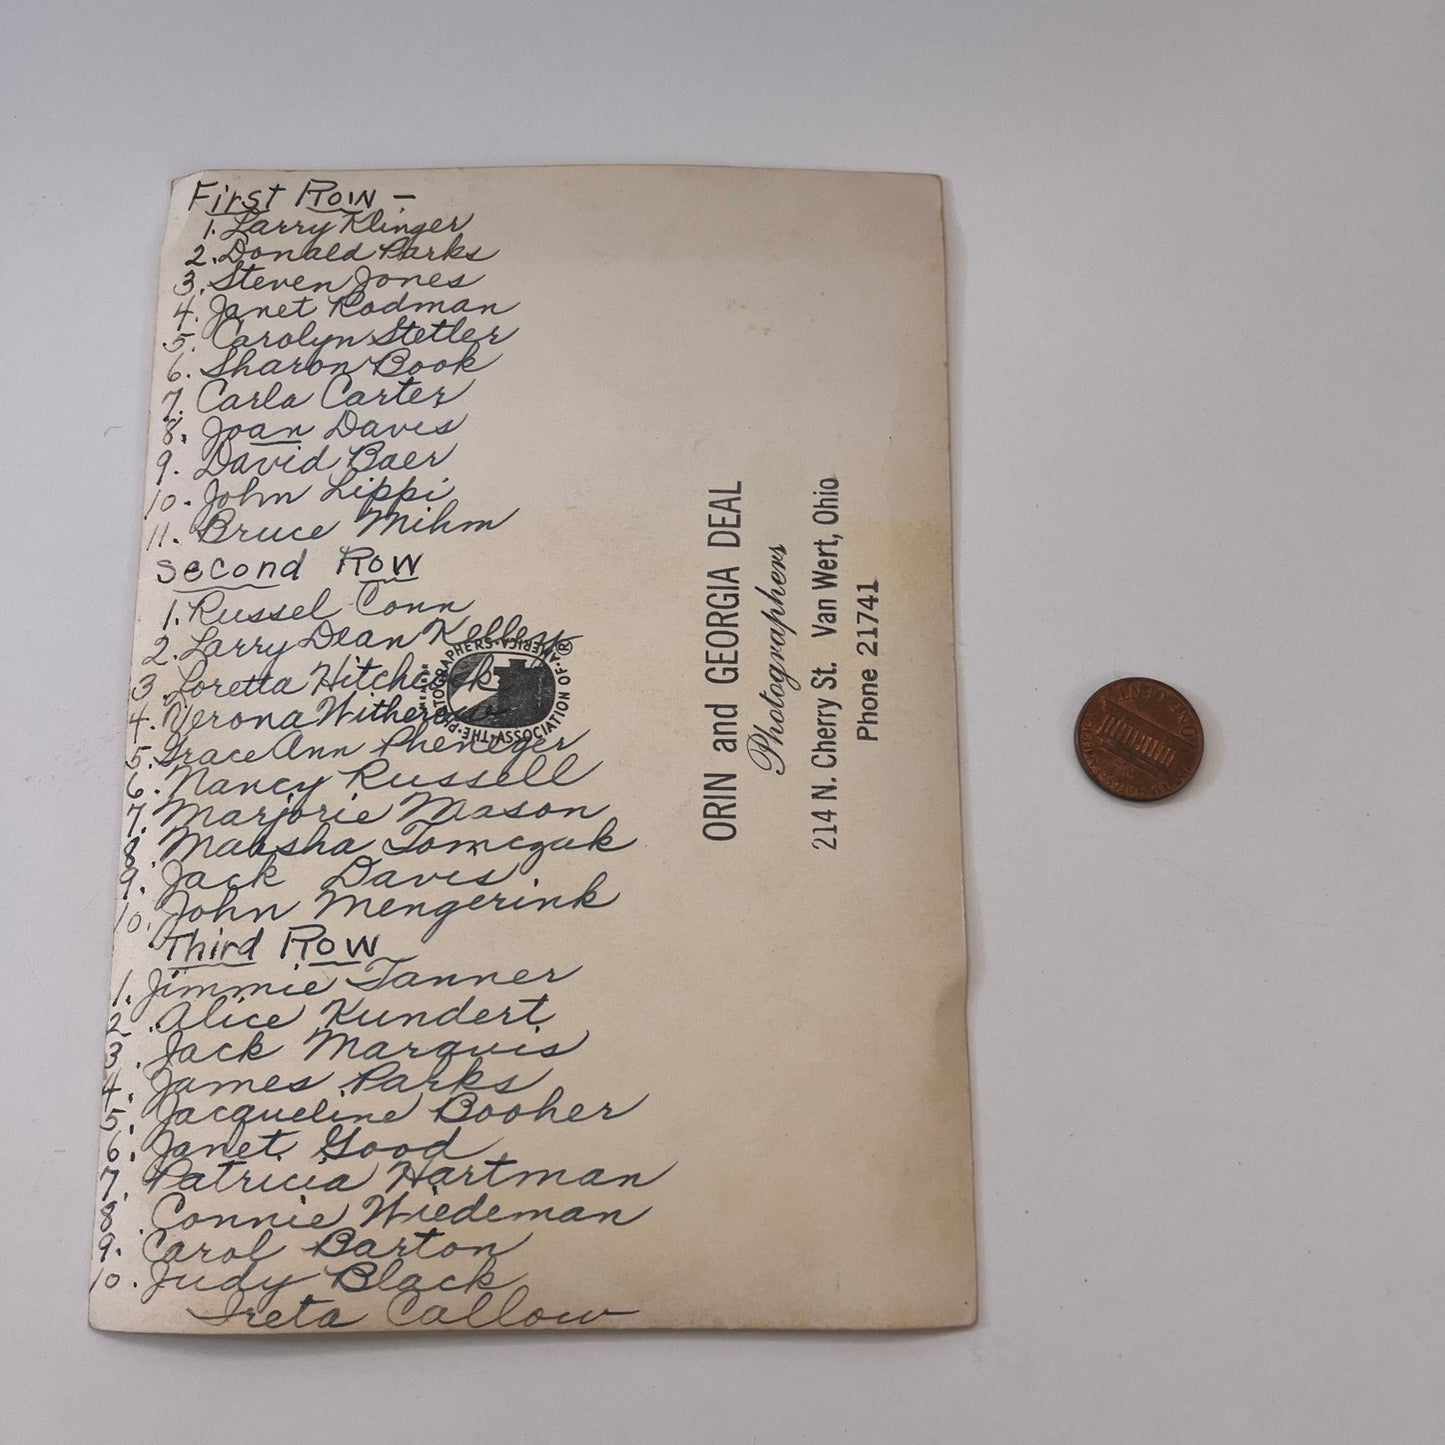 First Row -
1. Larry Klinger
2. Donald Parks
3. Steven Jones
4. Janet Rodman
5. Carolyn Stetler
6. Sharon Book
7. Carla Carter
8. Joan Davis
9. David Baer
10. John Lippi
11. Bruce Mihm
Second Row
1. Russel Conn
2. Larry Dean Kelley
3. Loretta Hitchcock
4. Verona Witherow
5. Grace Ann Pheneger
6. Nancy Russell
7. Marjorie Mason
8. Marsha Tomczak
9. Jack Davis
10. John Mengerink
Third Row
1. Jimmie Tanner
2. Alice Kundert
3. Jack Marquis
4. James Parks
5. Jacqueline Booher
6. Janet Good
7. Patricia Hartman
8. Connie Wiedeman
9. Carol Barton
10. Judy Black
Ireta Callow
THE · PHOTOGRAPHERS · ASSOCIATION OF · AMERICA ®
ORIN and GEORGIA DEAL
Photographers
214 N. Cherry St. Van Wert, Ohio
Phone 21741
ONE CENT